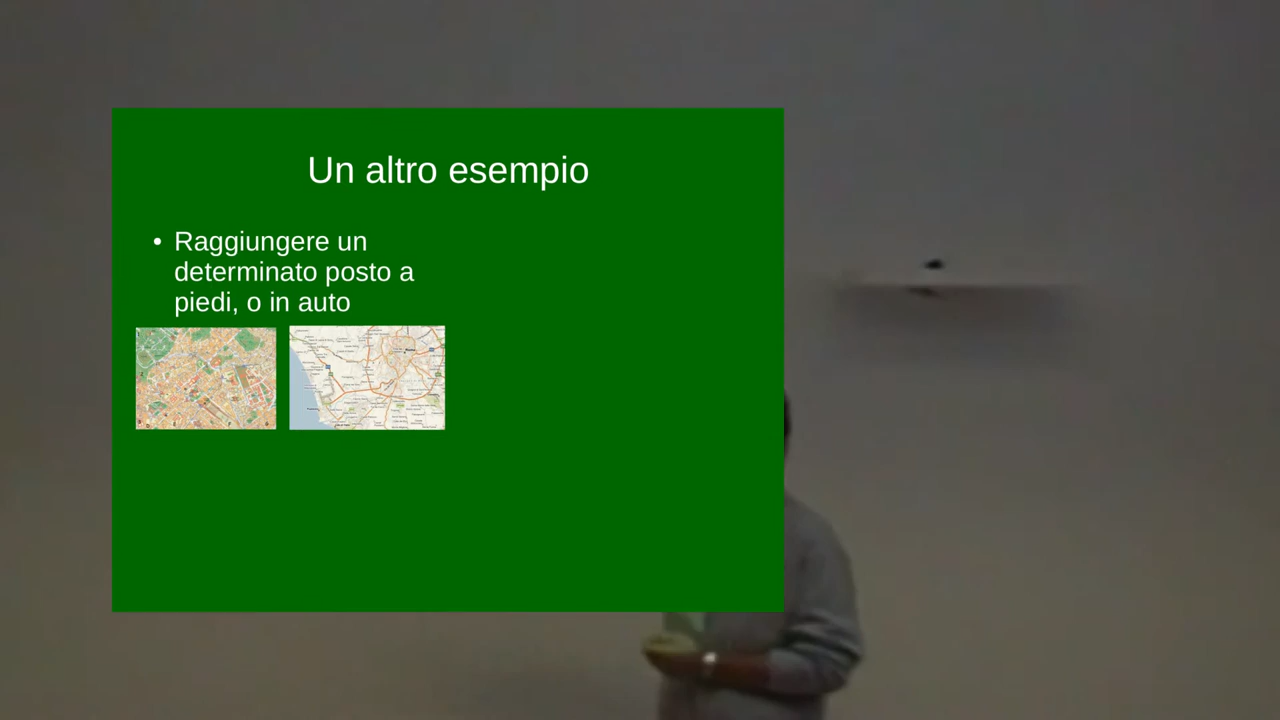 Un altro esempio
• Raggiungere un
determinato posto a
piedi, o in auto